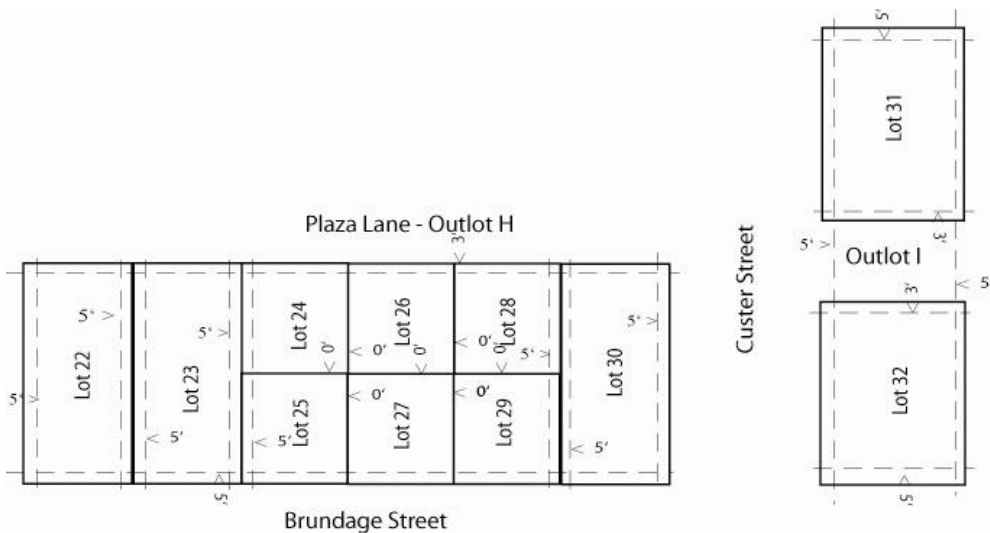 5'
Lot 31
3'
Plaza Lane - Outlot H
3'
5'
Outlot I
5
Custer Street
3'
Lot 22
5'
5'
Lot 23
5'
5'
Lot 24
0'
Lot 25
5'
Lot 26
0'
0'
Lot 27
0'
Lot 28
0'
0'
5'
Lot 29
0'
Lot 30
5'
5'
Lot 32
5'
5'
Brundage Street